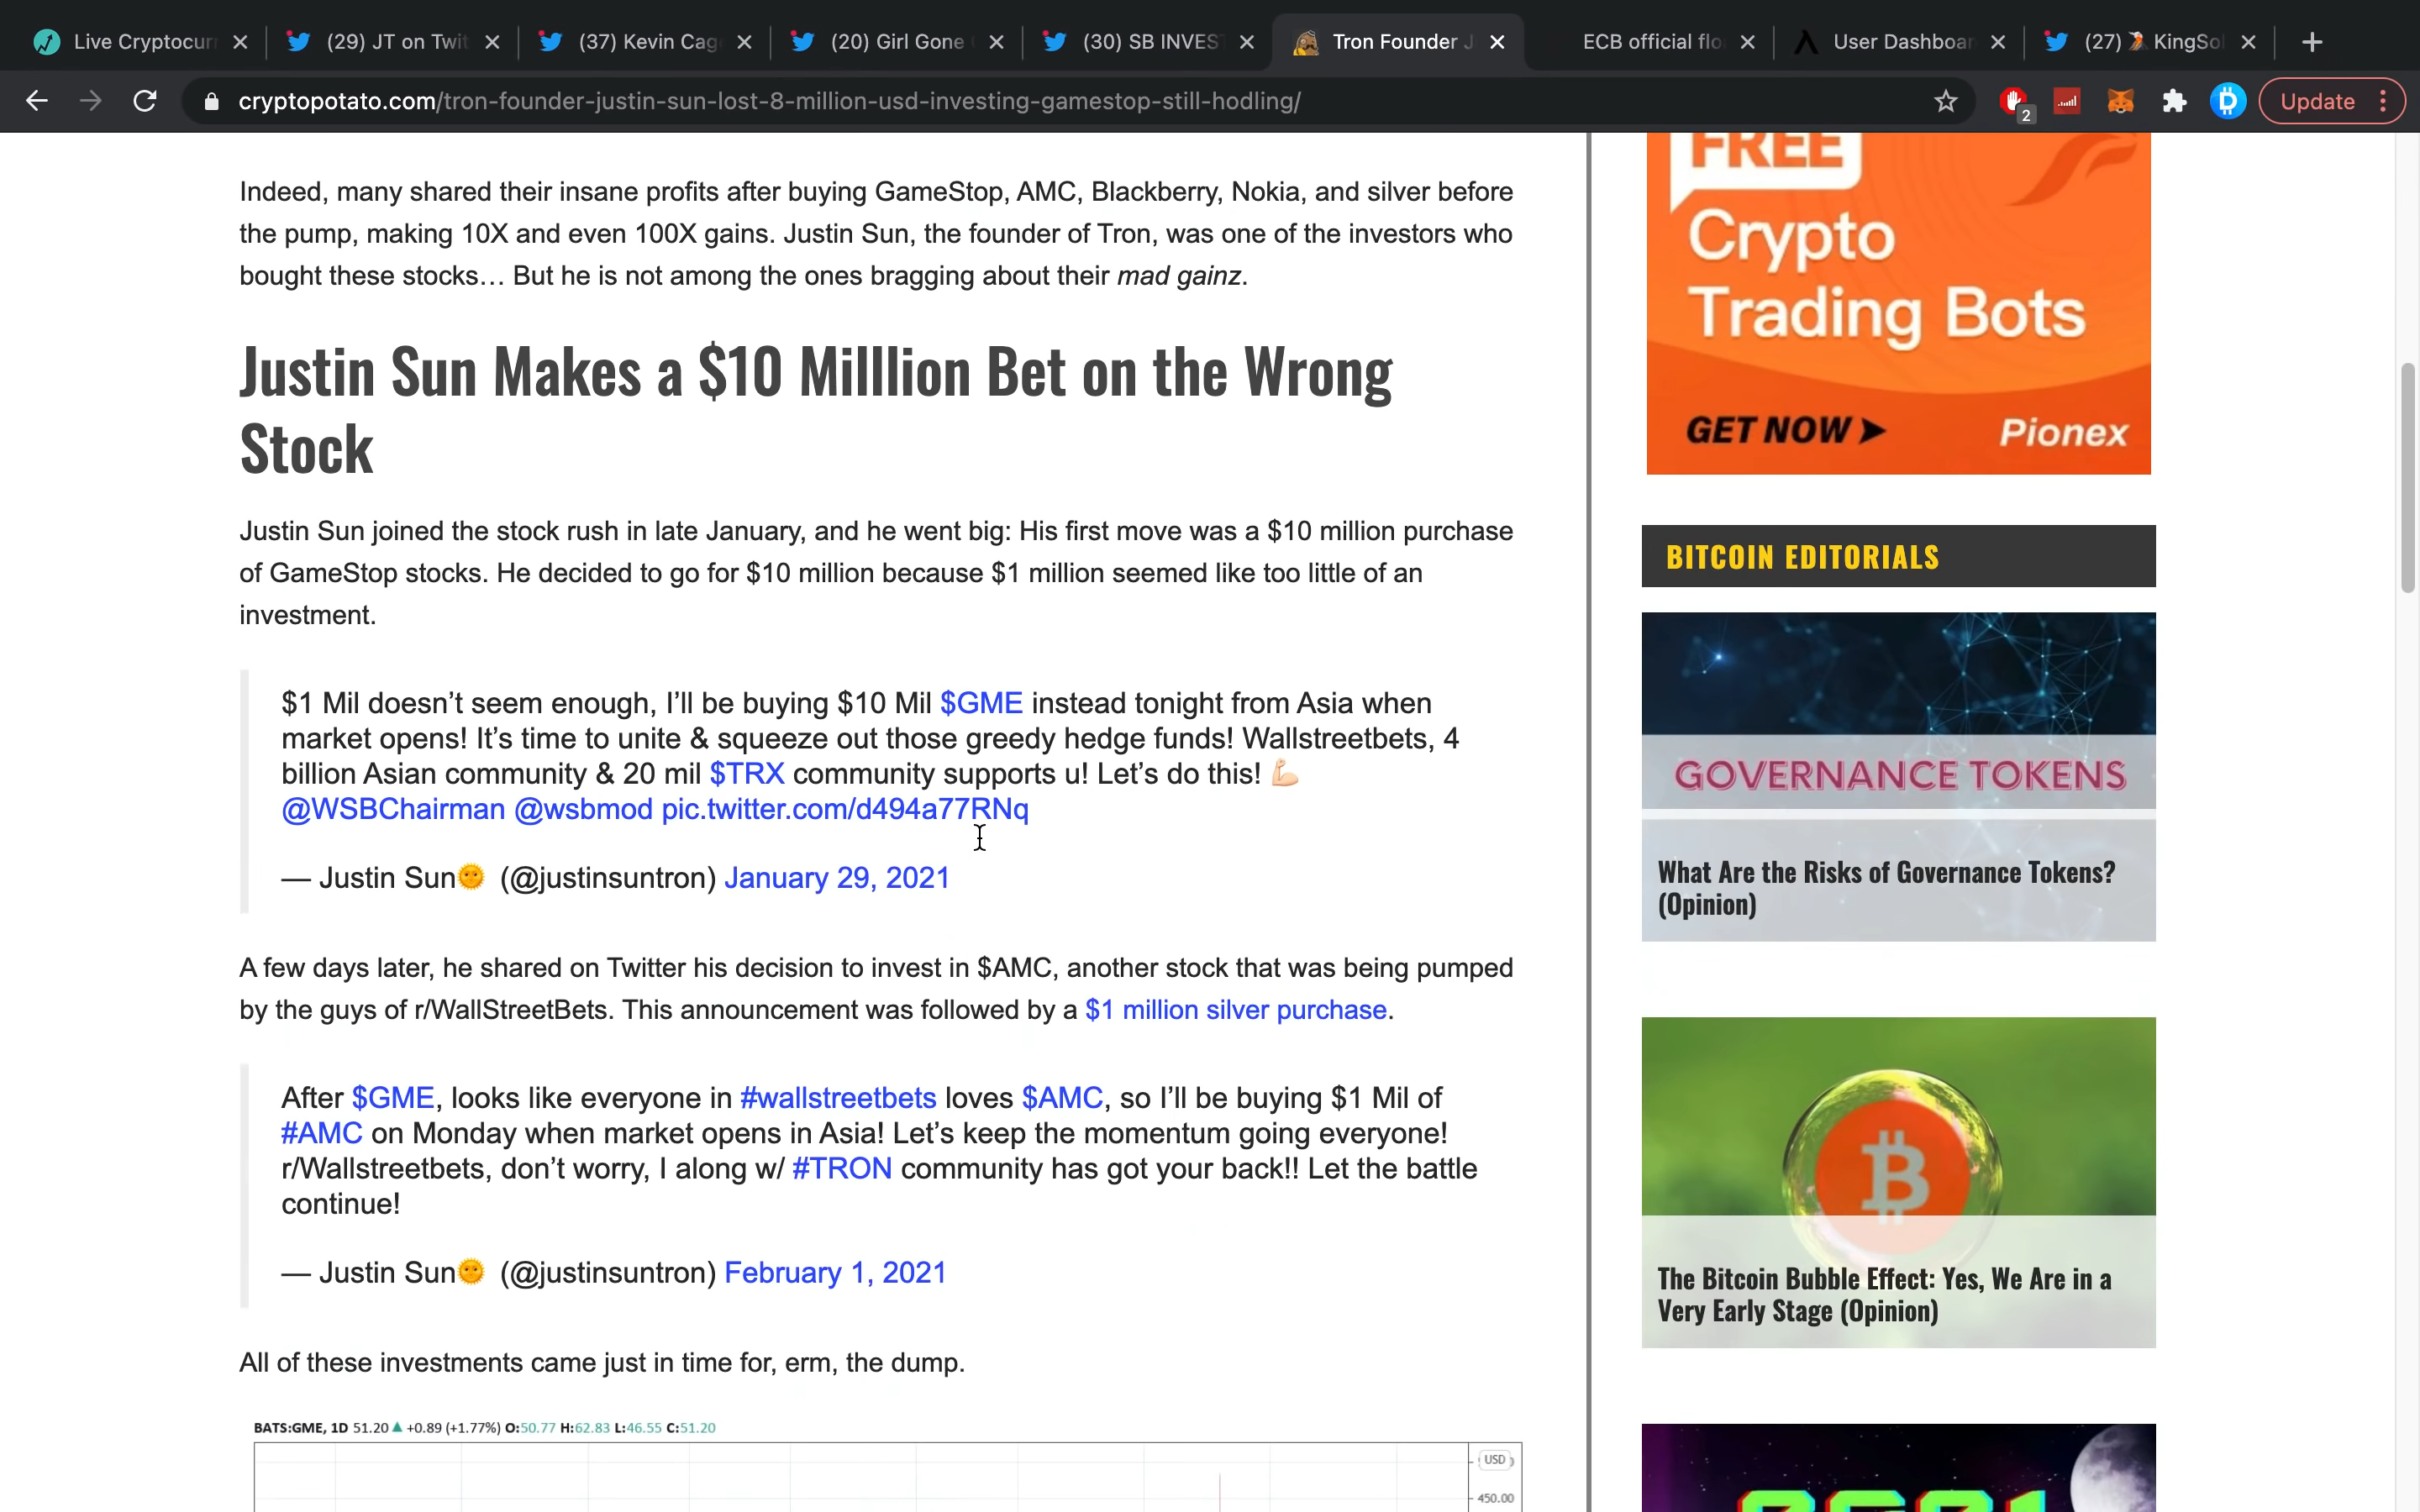 Live Cryptocurr
(29) JT on Twit
(37) Kevin Cag
(20) Girl Gone
(30) SB INVES
Tron Founder J
ECB official flo
User Dashboar
(27) KingSol
cryptopotato.com/tron-founder-justin-sun-lost-8-million-usd-investing-gamestop-still-hodling/
2
Update
Indeed, many shared their insane profits after buying GameStop, AMC, Blackberry, Nokia, and silver before
the pump, making 10X and even 100X gains. Justin Sun, the founder of Tron, was one of the investors who
bought these stocks… But he is not among the ones bragging about their mad gainz.
Justin Sun Makes a $10 Milllion Bet on the Wrong
Stock
Justin Sun joined the stock rush in late January, and he went big: His first move was a $10 million purchase
of GameStop stocks. He decided to go for $10 million because $1 million seemed like too little of an
investment.
$1 Mil doesn’t seem enough, I’ll be buying $10 Mil $GME instead tonight from Asia when
market opens! It’s time to unite & squeeze out those greedy hedge funds! Wallstreetbets, 4
billion Asian community & 20 mil $TRX community supports u! Let’s do this! 💪🏻
@WSBChairman @wsbmod pic.twitter.com/d494a77RNq
— Justin Sun🌞 (@justinsuntron) January 29, 2021
A few days later, he shared on Twitter his decision to invest in $AMC, another stock that was being pumped
by the guys of r/WallStreetBets. This announcement was followed by a $1 million silver purchase.
After $GME, looks like everyone in #wallstreetbets loves $AMC, so I’ll be buying $1 Mil of
#AMC on Monday when market opens in Asia! Let’s keep the momentum going everyone!
r/Wallstreetbets, don’t worry, I along w/ #TRON community has got your back!! Let the battle
continue!
— Justin Sun🌞 (@justinsuntron) February 1, 2021
All of these investments came just in time for, erm, the dump.
BATS:GME, 1D 51.20 ▲ +0.89 (+1.77%) O:50.77 H:62.83 L:46.55 C:51.20
USD
450.00
FREE
Crypto
Trading Bots
GET NOW ➤
Pionex
BITCOIN EDITORIALS
GOVERNANCE TOKENS
What Are the Risks of Governance Tokens?
(Opinion)
The Bitcoin Bubble Effect: Yes, We Are in a
Very Early Stage (Opinion)